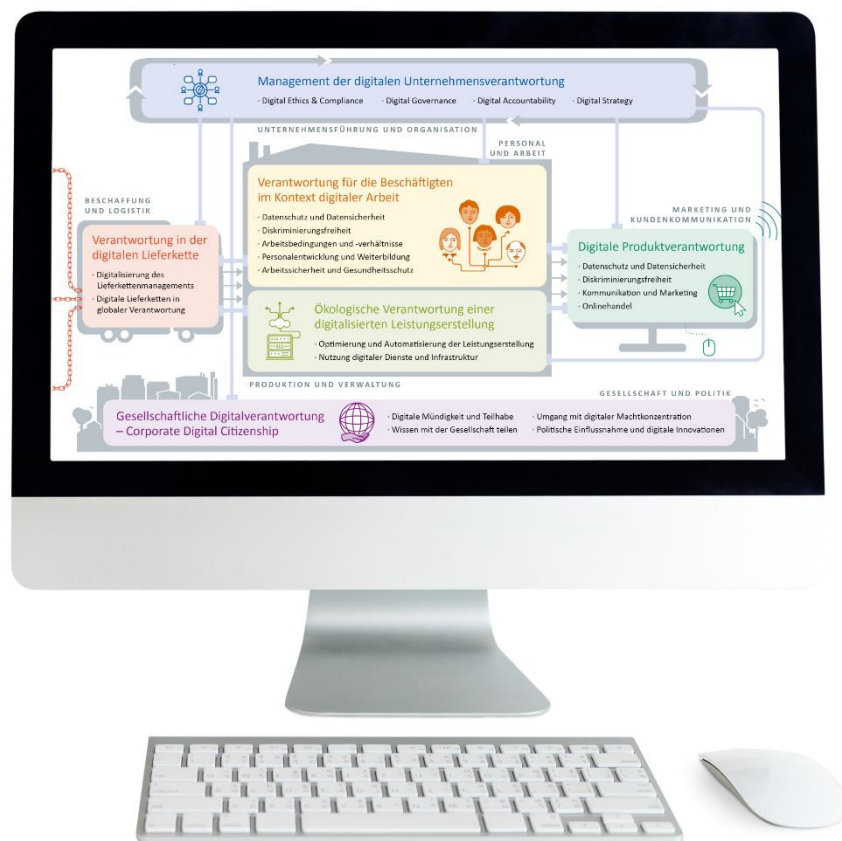 Management der digitalen Unternehmensverantwortung
· Digital Ethics & Compliance · Digital Governance · Digital Accountability · Digital Strategy
UNTERNEHMENSFÜHRUNG UND ORGANISATION
PERSONAL
UND ARBEIT
Verantwortung für die Beschäftigten
im Kontext digitaler Arbeit
· Datenschutz und Datensicherheit
· Diskriminierungsfreiheit
· Arbeitsbedingungen und -verhältnisse
· Personalentwicklung und Weiterbildung
· Arbeitssicherheit und Gesundheitsschutz
BESCHAFFUNG
UND LOGISTIK
Verantwortung in der
digitalen Lieferkette
· Digitalisierung des
Lieferkettenmanagements
· Digitale Lieferketten in
globaler Verantwortung
MARKETING UND
KUNDENKOMMUNIKATION
Digitale Produktverantwortung
· Datenschutz und Datensicherheit
· Diskriminierungsfreiheit
· Kommunikation und Marketing
· Onlinehandel
Ökologische Verantwortung einer
digitalisierten Leistungserstellung
· Optimierung und Automatisierung der Leistungserstellung
· Nutzung digitaler Dienste und Infrastruktur
PRODUKTION UND VERWALTUNG
GESELLSCHAFT UND POLITIK
Gesellschaftliche Digitalverantwortung
– Corporate Digital Citizenship
· Digitale Mündigkeit und Teilhabe · Umgang mit digitaler Machtkonzentration
· Wissen mit der Gesellschaft teilen · Politische Einflussnahme und digitale Innovationen